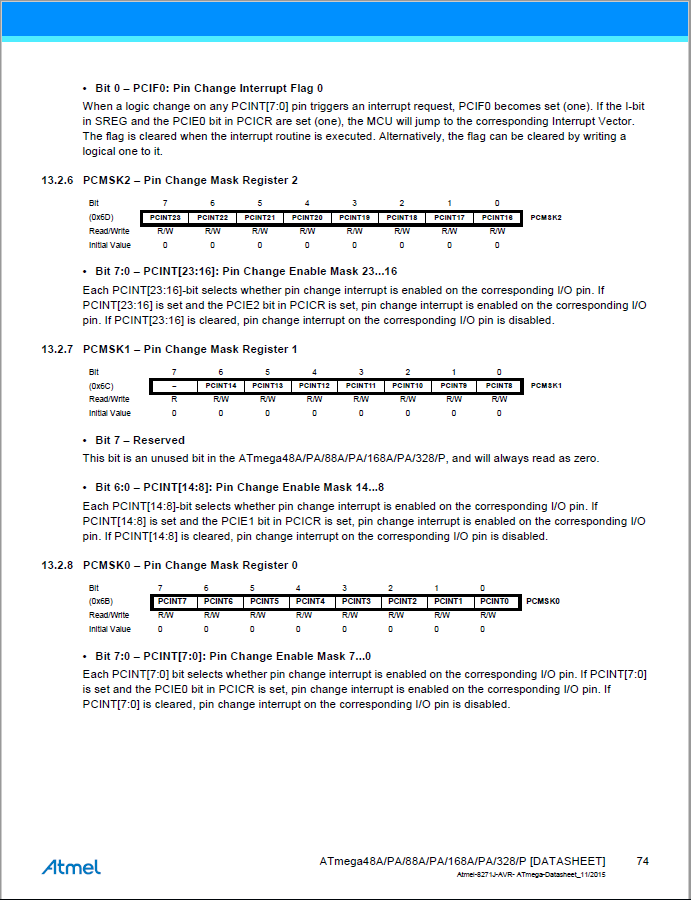 • Bit 0 – PCIF0: Pin Change Interrupt Flag 0
When a logic change on any PCINT[7:0] pin triggers an interrupt request, PCIF0 becomes set (one). If the I-bit
in SREG and the PCIE0 bit in PCICR are set (one), the MCU will jump to the corresponding Interrupt Vector.
The flag is cleared when the interrupt routine is executed. Alternatively, the flag can be cleared by writing a
logical one to it.
13.2.6 PCMSK2 – Pin Change Mask Register 2
Bit 7 6 5 4 3 2 1 0
(0x6D) PCINT23 PCINT22 PCINT21 PCINT20 PCINT19 PCINT18 PCINT17 PCINT16 PCMSK2
Read/Write R/W R/W R/W R/W R/W R/W R/W R/W
Initial Value 0 0 0 0 0 0 0 0
• Bit 7:0 – PCINT[23:16]: Pin Change Enable Mask 23...16
Each PCINT[23:16]-bit selects whether pin change interrupt is enabled on the corresponding I/O pin. If
PCINT[23:16] is set and the PCIE2 bit in PCICR is set, pin change interrupt is enabled on the corresponding I/O
pin. If PCINT[23:16] is cleared, pin change interrupt on the corresponding I/O pin is disabled.
13.2.7 PCMSK1 – Pin Change Mask Register 1
Bit 7 6 5 4 3 2 1 0
(0x6C) – PCINT14 PCINT13 PCINT12 PCINT11 PCINT10 PCINT9 PCINT8 PCMSK1
Read/Write R R/W R/W R/W R/W R/W R/W R/W
Initial Value 0 0 0 0 0 0 0 0
• Bit 7 – Reserved
This bit is an unused bit in the ATmega48A/PA/88A/PA/168A/PA/328/P, and will always read as zero.
• Bit 6:0 – PCINT[14:8]: Pin Change Enable Mask 14...8
Each PCINT[14:8]-bit selects whether pin change interrupt is enabled on the corresponding I/O pin. If
PCINT[14:8] is set and the PCIE1 bit in PCICR is set, pin change interrupt is enabled on the corresponding I/O
pin. If PCINT[14:8] is cleared, pin change interrupt on the corresponding I/O pin is disabled.
13.2.8 PCMSK0 – Pin Change Mask Register 0
Bit 7 6 5 4 3 2 1 0
(0x6B) PCINT7 PCINT6 PCINT5 PCINT4 PCINT3 PCINT2 PCINT1 PCINT0 PCMSK0
Read/Write R/W R/W R/W R/W R/W R/W R/W R/W
Initial Value 0 0 0 0 0 0 0 0
• Bit 7:0 – PCINT[7:0]: Pin Change Enable Mask 7...0
Each PCINT[7:0] bit selects whether pin change interrupt is enabled on the corresponding I/O pin. If PCINT[7:0]
is set and the PCIE0 bit in PCICR is set, pin change interrupt is enabled on the corresponding I/O pin. If
PCINT[7:0] is cleared, pin change interrupt on the corresponding I/O pin is disabled.
Atmel
ATmega48A/PA/88A/PA/168A/PA/328/P [DATASHEET] 74
Atmel-8271J-AVR- ATmega-Datasheet_11/2015